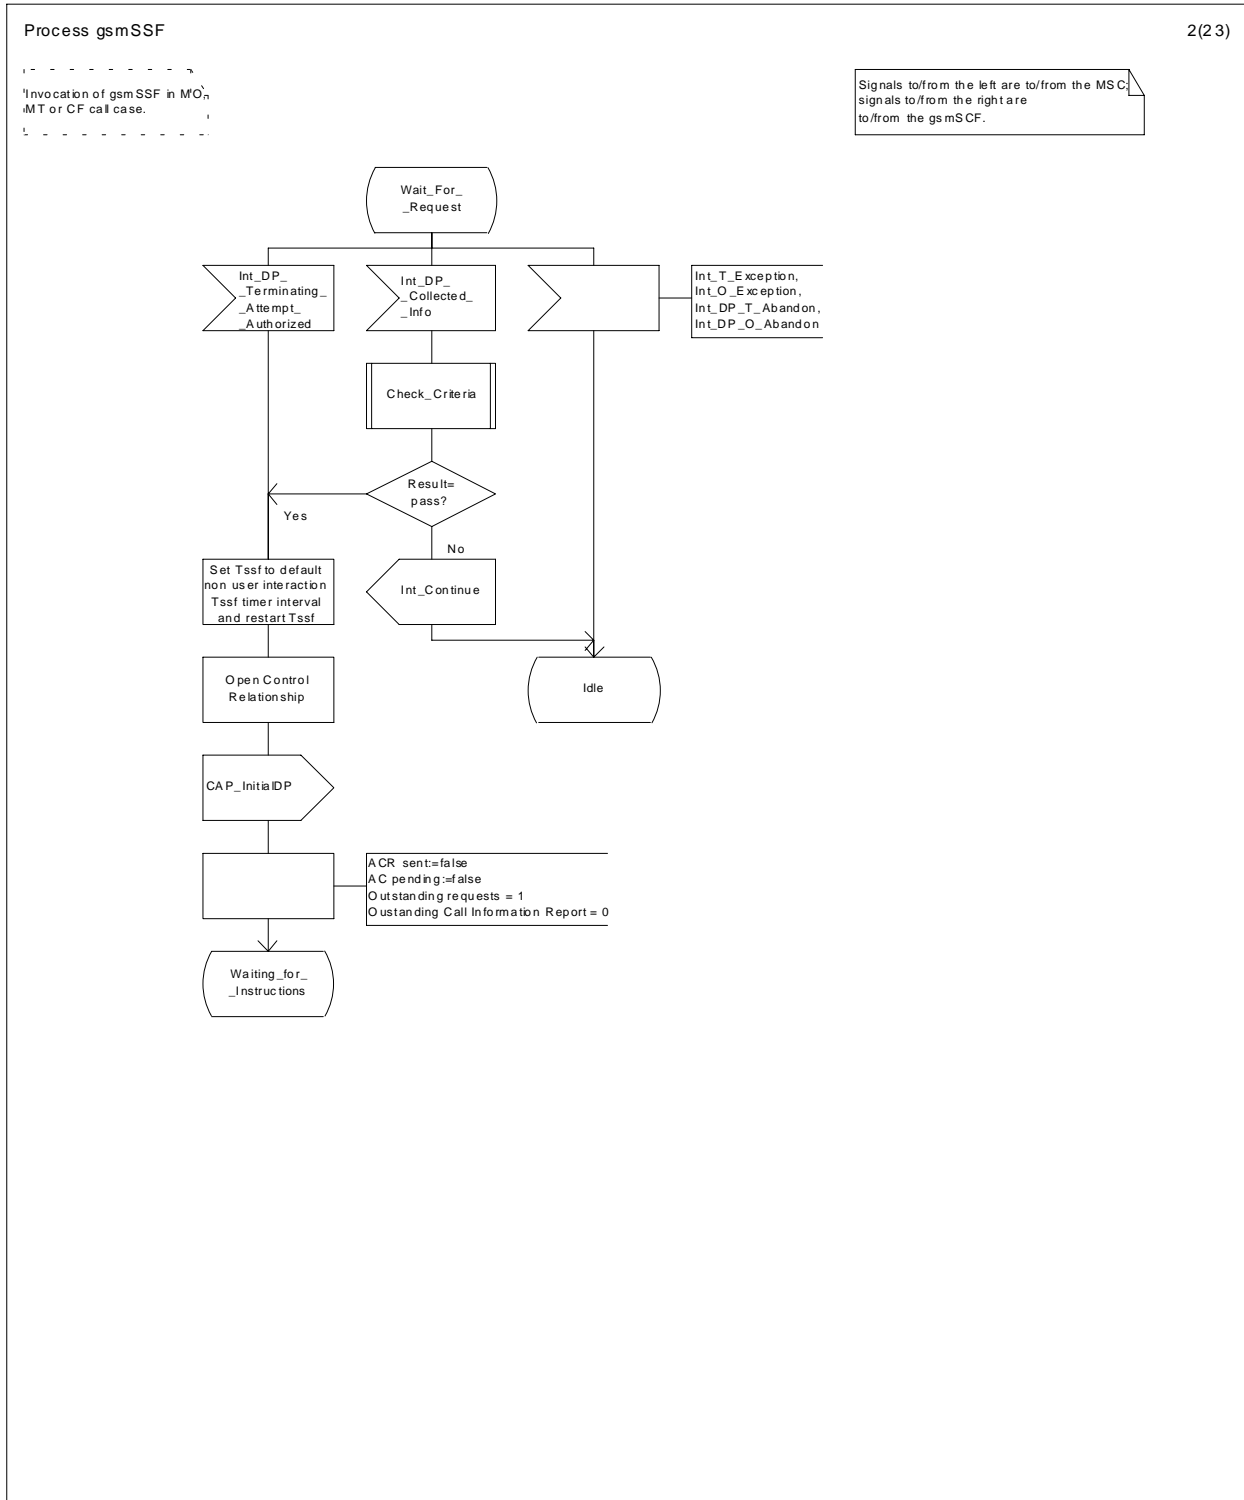 Process gsmSSF
2(23)
Invocation of gsmSSF in MO,
MT or CF call case.
Signals to/from the left are to/from the MSC;
signals to/from the right are
to/from the gsmSCF.
Wait_For_
_Request
Int_DP_
_Terminating_
_Attempt_
_Authorized
Int_DP_
_Collected_
_Info
Int_T_Exception,
Int_O_Exception,
Int_DP_T_Abandon,
Int_DP_O_Abandon
Check_Criteria
Result=
pass?
Yes
No
Set Tssf to default
non user interaction
Tssf timer interval
and restart Tssf
Int_Continue
Open Control
Relationship
Idle
CAP_InitialDP
ACR sent:=false
AC pending:=false
Outstanding requests = 1
Oustanding Call Information Report = 0
Waiting_for_
_Instructions